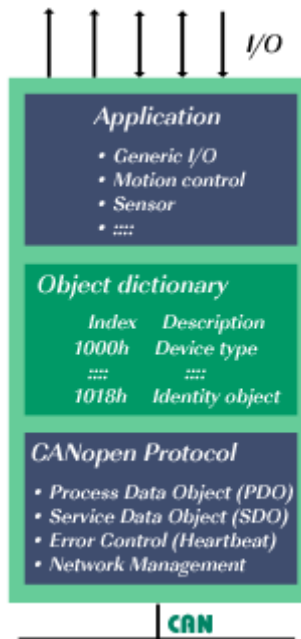 I/O
Application
• Generic I/O
• Motion control
• Sensor
• ::::
Object dictionary
Index Description
1000h Device type
:::: ::::
1018h Identity object
CANopen Protocol
• Process Data Object (PDO)
• Service Data Object (SDO)
• Error Control (Heartbeat)
• Network Management
CAN